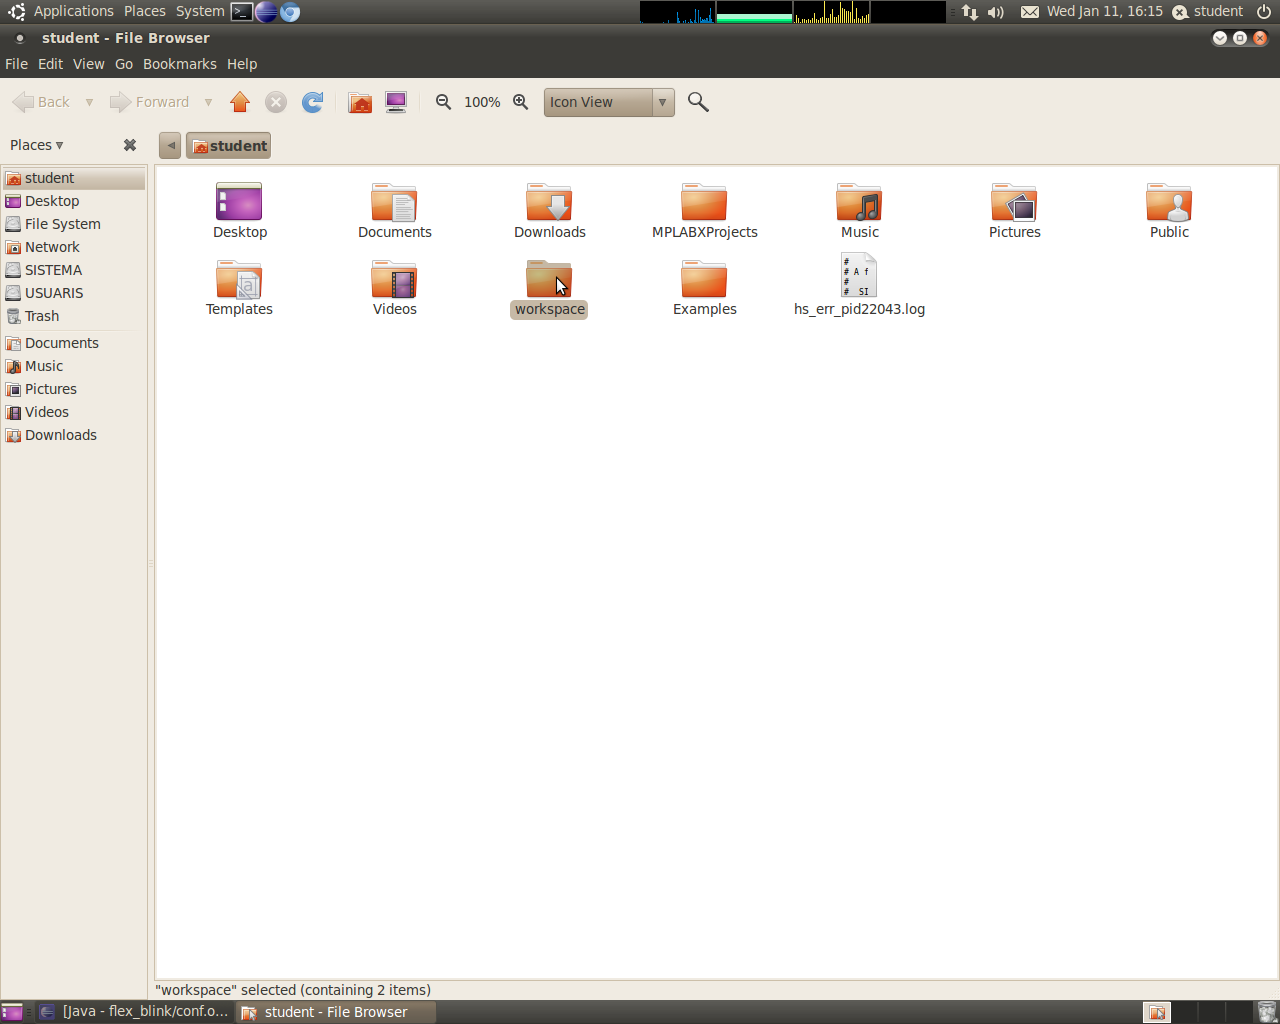 Applications Places System Wed Jan 11, 16:15 student
student - File Browser
File Edit View Go Bookmarks Help
Back Forward 100% Icon View
Places student
student
Desktop
File System
Network
SISTEMA
USUARIS
Trash
Documents
Music
Pictures
Videos
Downloads
Desktop Documents Downloads MPLABXProjects Music Pictures Public
# 
# A f
#
# SI
Templates Videos workspace Examples hs_err_pid22043.log
"workspace" selected (containing 2 items)
[Java - flex_blink/conf.o... student - File Browser